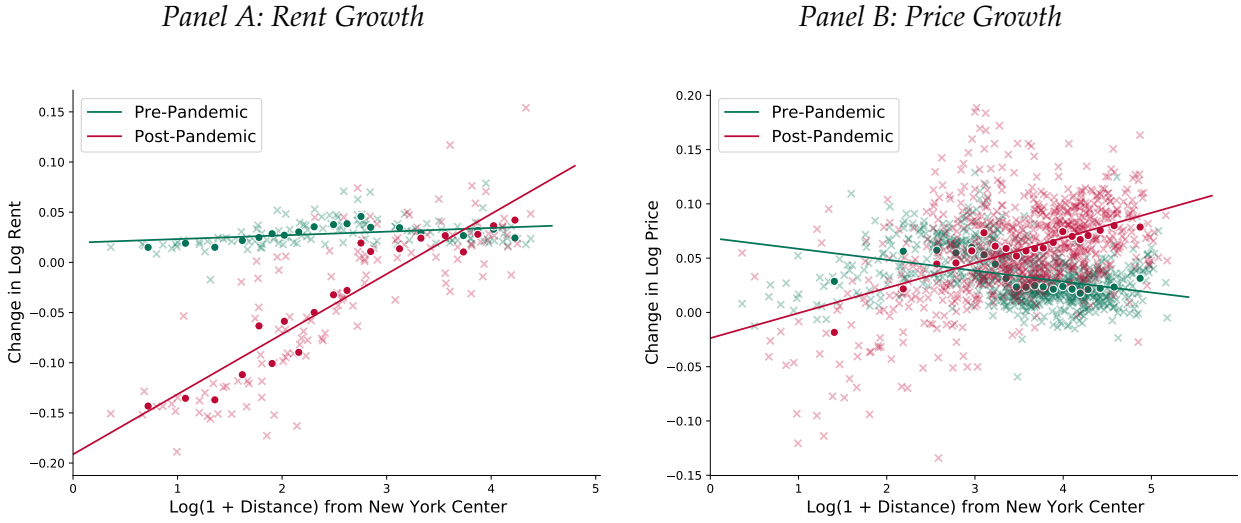 Panel A: Rent Growth
Change in Log Rent
0.15
0.10
0.05
0.00
−0.05
−0.10
−0.15
−0.20
Pre-Pandemic
Post-Pandemic
0 1 2 3 4 5
Log(1 + Distance) from New York Center
Panel B: Price Growth
Change in Log Price
0.20
0.15
0.10
0.05
0.00
−0.05
−0.10
−0.15
Pre-Pandemic
Post-Pandemic
0 1 2 3 4 5
Log(1 + Distance) from New York Center